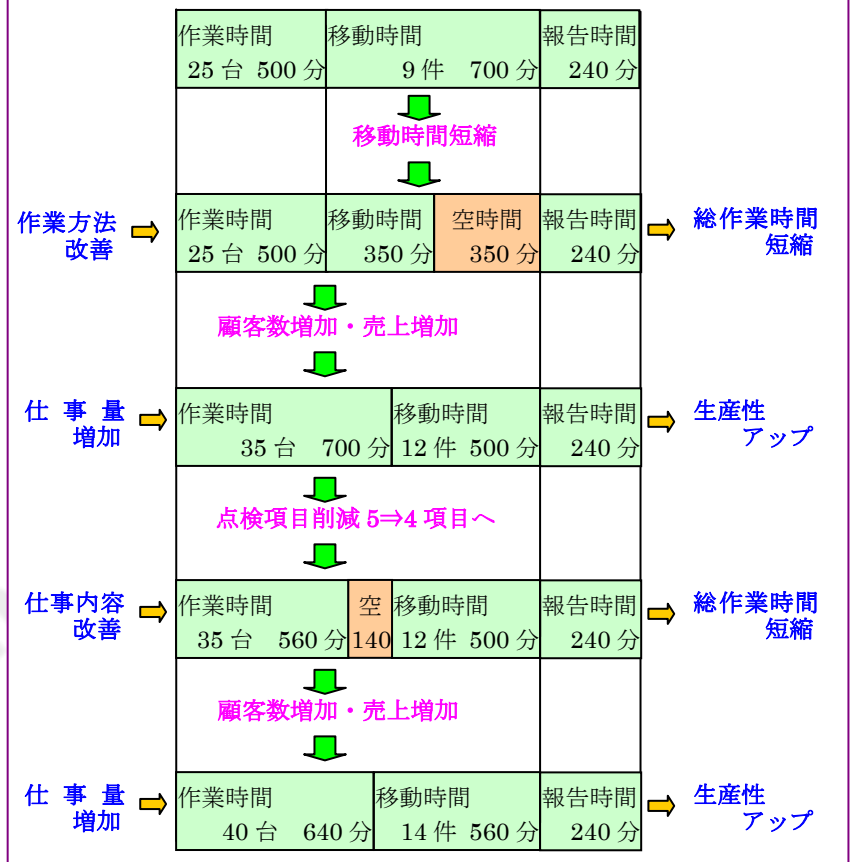 作業時間 移動時間 報告時間
25 台 500 分 9 件 700 分 240 分
移動時間短縮
作業方法 作業時間 移動時間 空時間 報告時間 総作業時間
改善 25 台 500 分 350 分 350 分 240 分 短縮
顧客数増加・売上増加
仕 事 量 作業時間 移動時間 報告時間 生産性
増加 35 台 700 分 12 件 500 分 240 分 アップ
点検項目削減 5⇒4 項目へ
仕事内容 作業時間 空 移動時間 報告時間 総作業時間
改善 35 台 560 分 140 12 件 500 分 240 分 短縮
顧客数増加・売上増加
仕 事 量 作業時間 移動時間 報告時間 生産性
増加 40 台 640 分 14 件 560 分 240 分 アップ